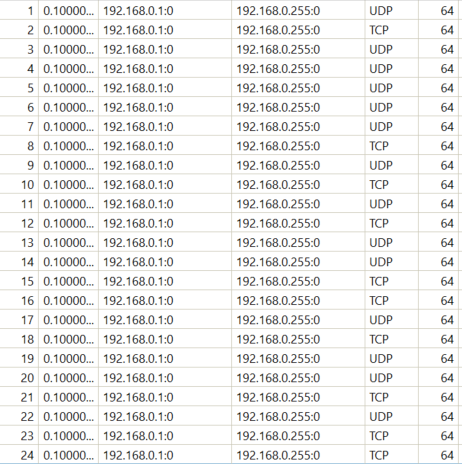 1 0.10000... 192.168.0.1:0 192.168.0.255:0 UDP 64
2 0.10000... 192.168.0.1:0 192.168.0.255:0 TCP 64
3 0.10000... 192.168.0.1:0 192.168.0.255:0 UDP 64
4 0.10000... 192.168.0.1:0 192.168.0.255:0 UDP 64
5 0.10000... 192.168.0.1:0 192.168.0.255:0 UDP 64
6 0.10000... 192.168.0.1:0 192.168.0.255:0 UDP 64
7 0.10000... 192.168.0.1:0 192.168.0.255:0 UDP 64
8 0.10000... 192.168.0.1:0 192.168.0.255:0 TCP 64
9 0.10000... 192.168.0.1:0 192.168.0.255:0 UDP 64
10 0.10000... 192.168.0.1:0 192.168.0.255:0 TCP 64
11 0.10000... 192.168.0.1:0 192.168.0.255:0 UDP 64
12 0.10000... 192.168.0.1:0 192.168.0.255:0 TCP 64
13 0.10000... 192.168.0.1:0 192.168.0.255:0 UDP 64
14 0.10000... 192.168.0.1:0 192.168.0.255:0 UDP 64
15 0.10000... 192.168.0.1:0 192.168.0.255:0 TCP 64
16 0.10000... 192.168.0.1:0 192.168.0.255:0 TCP 64
17 0.10000... 192.168.0.1:0 192.168.0.255:0 UDP 64
18 0.10000... 192.168.0.1:0 192.168.0.255:0 TCP 64
19 0.10000... 192.168.0.1:0 192.168.0.255:0 UDP 64
20 0.10000... 192.168.0.1:0 192.168.0.255:0 UDP 64
21 0.10000... 192.168.0.1:0 192.168.0.255:0 TCP 64
22 0.10000... 192.168.0.1:0 192.168.0.255:0 UDP 64
23 0.10000... 192.168.0.1:0 192.168.0.255:0 TCP 64
24 0.10000... 192.168.0.1:0 192.168.0.255:0 TCP 64